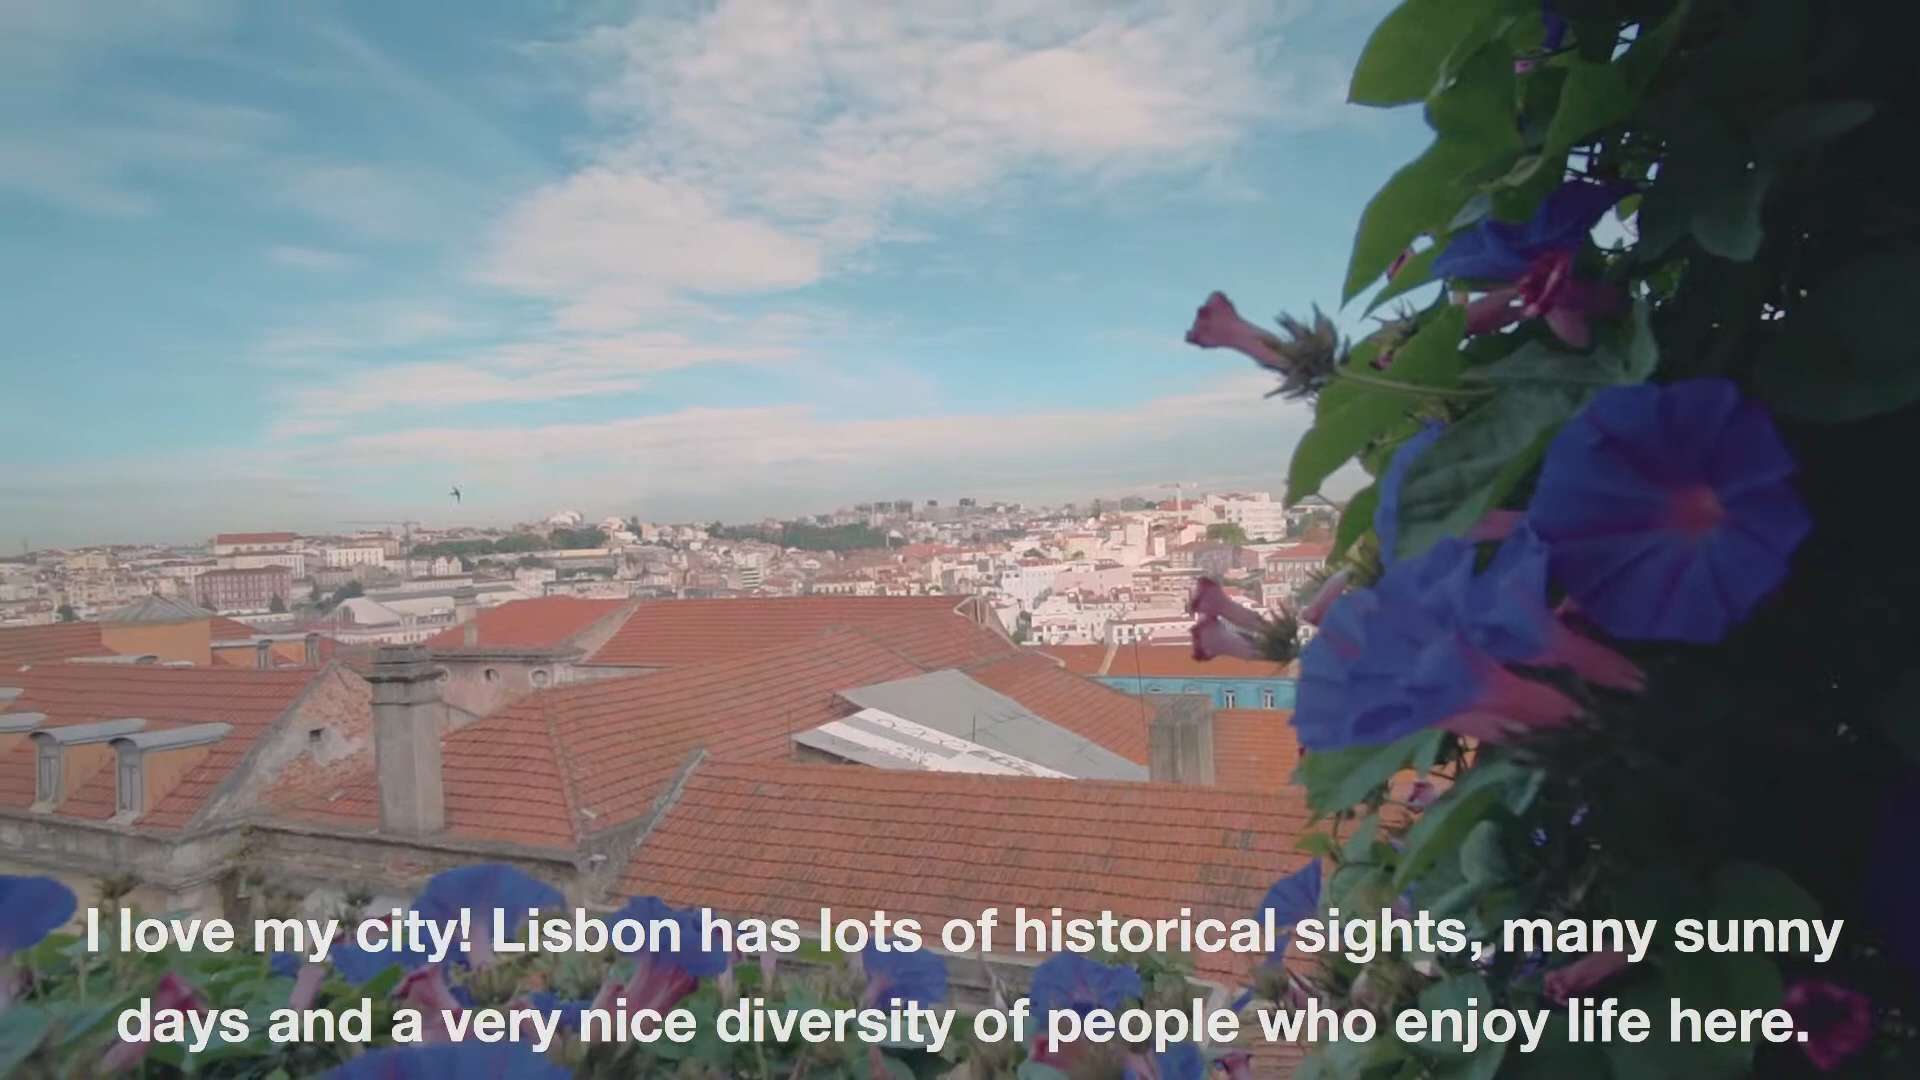 I love my city! Lisbon has lots of historical sights, many sunny
days and a very nice diversity of people who enjoy life here.